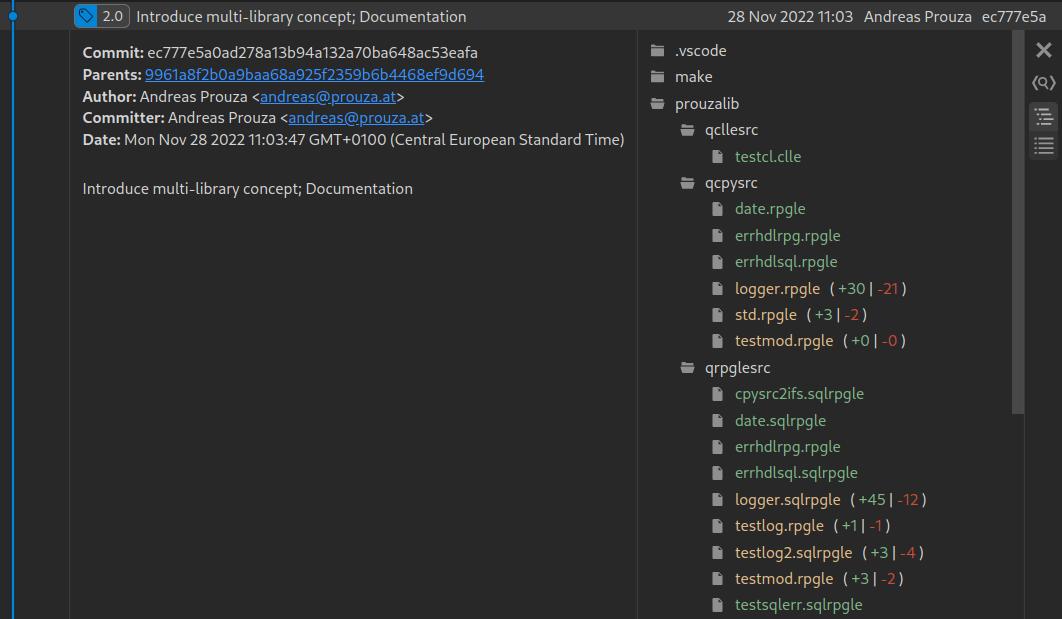 2.0 Introduce multi-library concept; Documentation 28 Nov 2022 11:03 Andreas Prouza ec777e5a
Commit: ec777e5a0ad278a13b94a132a70ba648ac53eafa
Parents: 9961a8f2b0a9baa68a925f2359b6b4468ef9d694
Author: Andreas Prouza <andreas@prouza.at>
Committer: Andreas Prouza <andreas@prouza.at>
Date: Mon Nov 28 2022 11:03:47 GMT+0100 (Central European Standard Time)
Introduce multi-library concept; Documentation
.vscode
make
prouzalib
qcllesrc
testcl.clle
qcpysrc
date.rpgle
errhdlrpg.rpgle
errhdlsql.rpgle
logger.rpgle (+30|-21)
std.rpgle (+3|-2)
testmod.rpgle (+0|-0)
qrpglesrc
cpysrc2ifs.sqlrpgle
date.sqlrpgle
errhdlrpg.rpgle
errhdlsql.sqlrpgle
logger.sqlrpgle (+45|-12)
testlog.rpgle (+1|-1)
testlog2.sqlrpgle (+3|-4)
testmod.rpgle (+3|-2)
testsqlerr.sqlrpgle